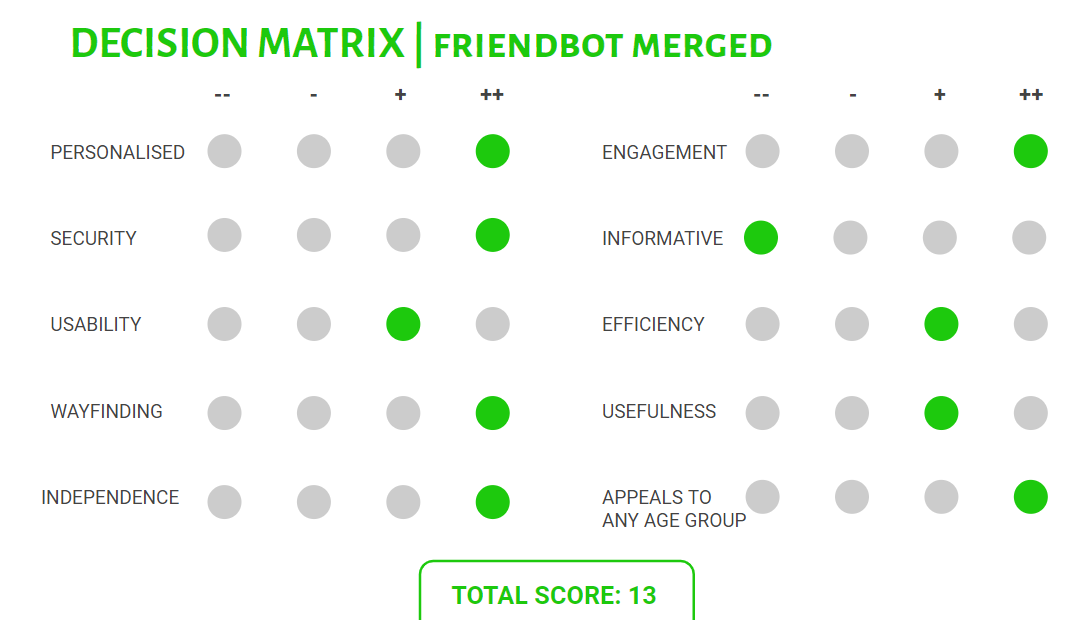 DECISION MATRIX | FRIENDBOT MERGED
-- - + ++ -- - + ++
PERSONALISED ENGAGEMENT
SECURITY INFORMATIVE
USABILITY EFFICIENCY
WAYFINDING USEFULNESS
INDEPENDENCE APPEALS TO
ANY AGE GROUP
TOTAL SCORE: 13